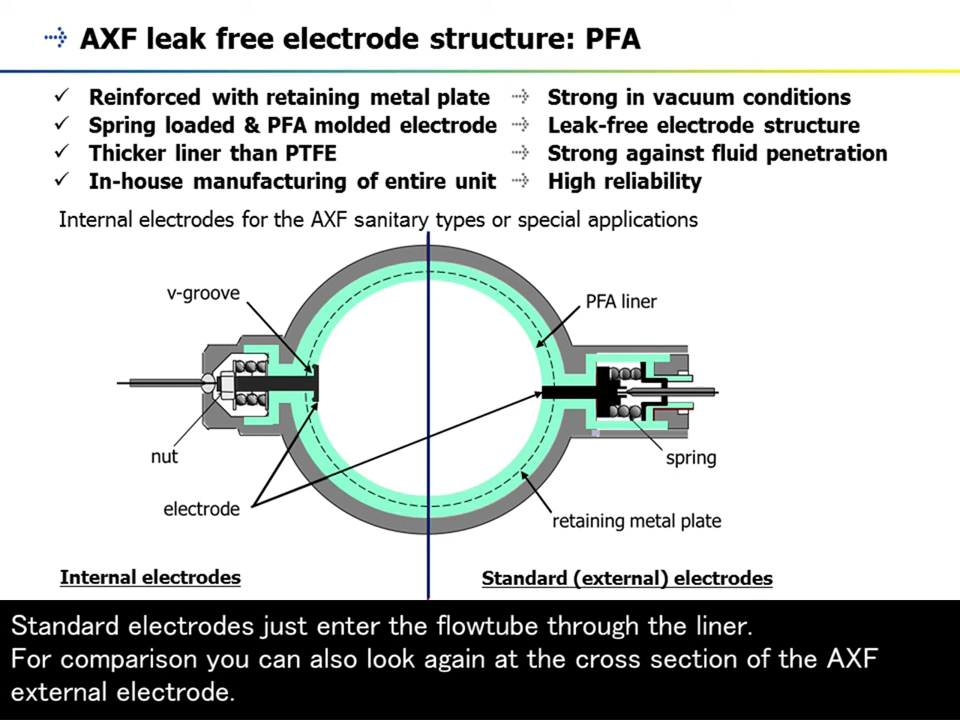 AXF leak free electrode structure: PFA
Reinforced with retaining metal plate
Strong in vacuum conditions
Spring loaded & PFA molded electrode
Leak-free electrode structure
Thicker liner than PTFE
Strong against fluid penetration
In-house manufacturing of entire unit
High reliability
Internal electrodes for the AXF sanitary types or special applications
v-groove
PFA liner
nut
spring
electrode
retaining metal plate
Internal electrodes
Standard (external) electrodes
Standard electrodes just enter the flowtube through the liner.
For comparison you can also look again at the cross section of the AXF
external electrode.